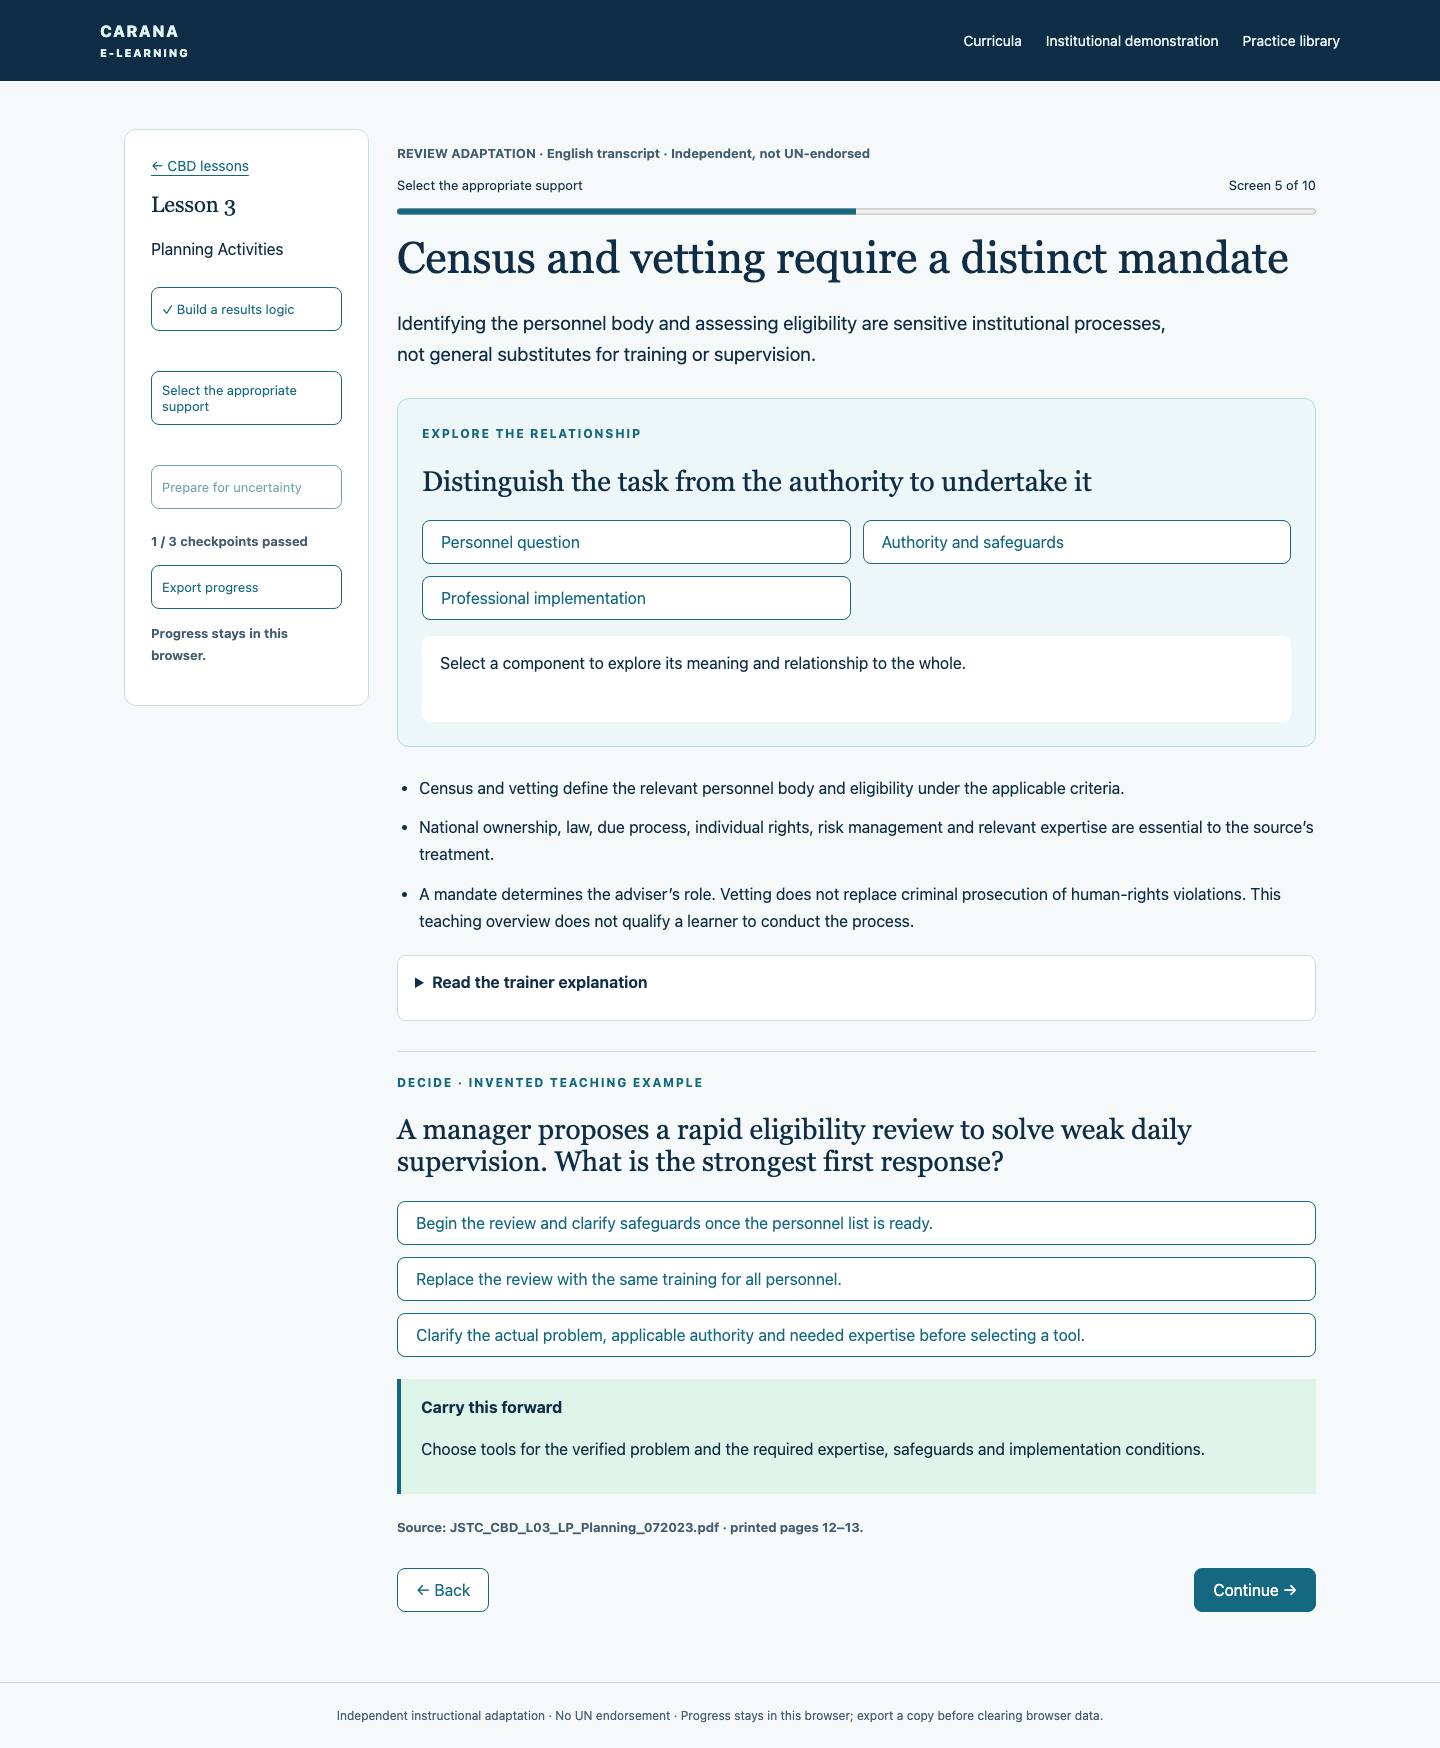 CARANA
E-LEARNING
Curricula
Institutional demonstration
Practice library
← CBD lessons
Lesson 3
Planning Activities
✓ Build a results logic
Select the appropriate
support
Prepare for uncertainty
1 / 3 checkpoints passed
Export progress
Progress stays in this
browser.
REVIEW ADAPTATION · English transcript · Independent, not UN-endorsed
Select the appropriate support
Screen 5 of 10
Census and vetting require a distinct mandate
Identifying the personnel body and assessing eligibility are sensitive institutional processes,
not general substitutes for training or supervision.
EXPLORE THE RELATIONSHIP
Distinguish the task from the authority to undertake it
Personnel question
Authority and safeguards
Professional implementation
Select a component to explore its meaning and relationship to the whole.
• Census and vetting define the relevant personnel body and eligibility under the applicable criteria.
• National ownership, law, due process, individual rights, risk management and relevant expertise are essential to the source’s
treatment.
• A mandate determines the adviser’s role. Vetting does not replace criminal prosecution of human-rights violations. This
teaching overview does not qualify a learner to conduct the process.
▶ Read the trainer explanation
DECIDE · INVENTED TEACHING EXAMPLE
A manager proposes a rapid eligibility review to solve weak daily
supervision. What is the strongest first response?
Begin the review and clarify safeguards once the personnel list is ready.
Replace the review with the same training for all personnel.
Clarify the actual problem, applicable authority and needed expertise before selecting a tool.
Carry this forward
Choose tools for the verified problem and the required expertise, safeguards and implementation conditions.
Source: JSTC_CBD_L03_LP_Planning_072023.pdf · printed pages 12–13.
← Back
Continue →
Independent instructional adaptation · No UN endorsement · Progress stays in this browser; export a copy before clearing browser data.